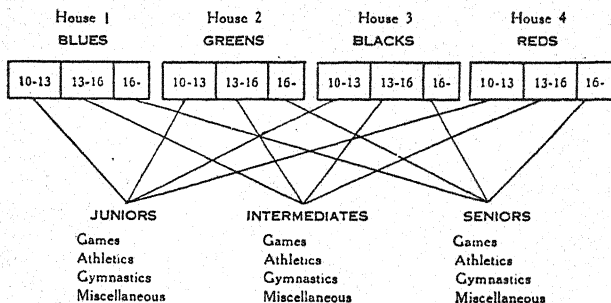 House 1 House 2 House 3 House 4
BLUES GREENS BLACKS REDS
10-13 13-16 16- 10-13 13-16 16- 10-13 13-16 16- 10-13 13-16 16-
JUNIORS INTERMEDIATES SENIORS
Games Games Games
Athletics Athletics Athletics
Gymnastics Gymnastics Gymnastics
Miscellaneous Miscellaneous Miscellaneous